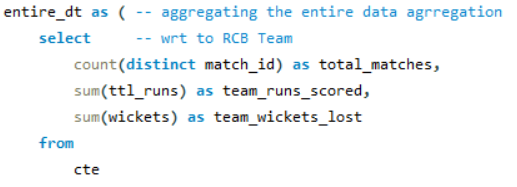 entire_dt as ( -- aggregating the entire data agrregation
select -- wrt to RCB Team
count(distinct match_id) as total_matches,
sum(ttl_runs) as team_runs_scored,
sum(wickets) as team_wickets_lost
from
cte